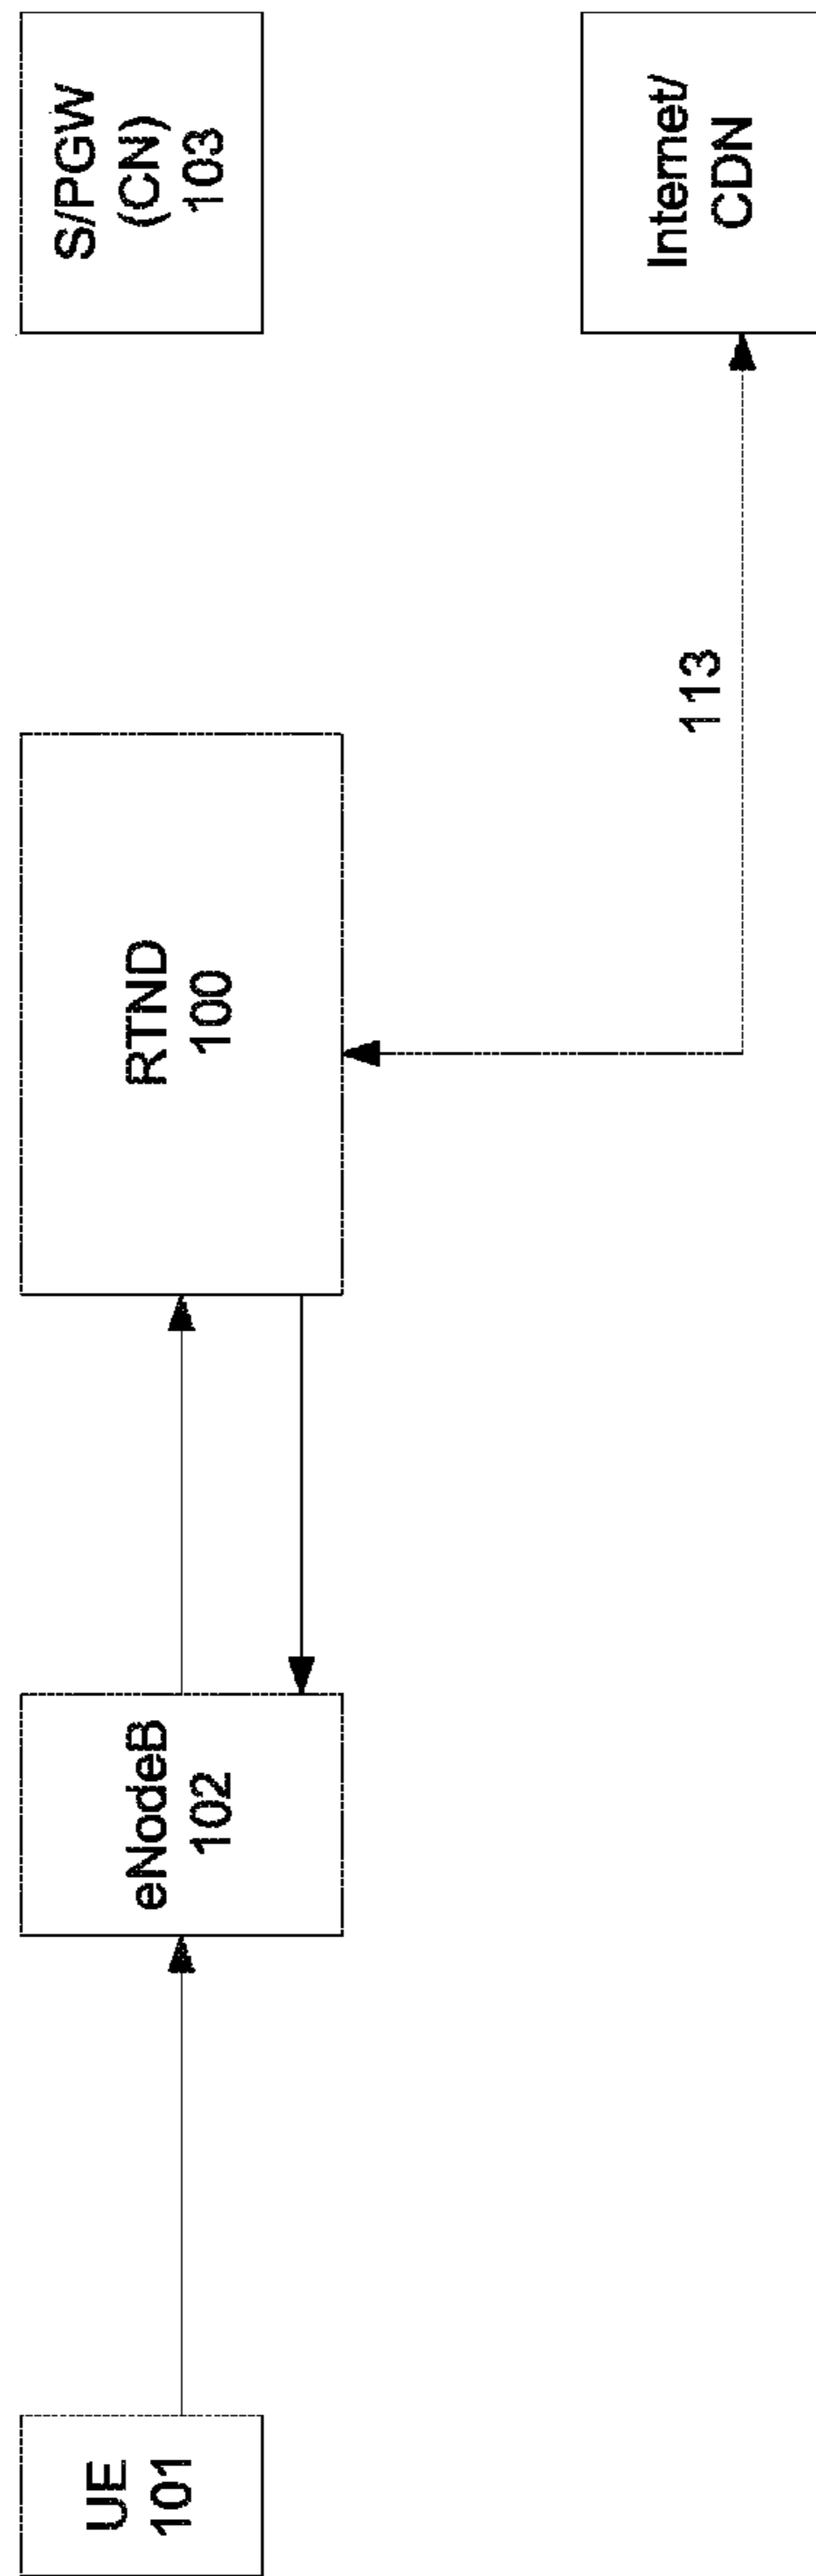 UE
101
eNodeB
102
RTND
100
S/PGW
(CN)
103
113
Internet/
CDN